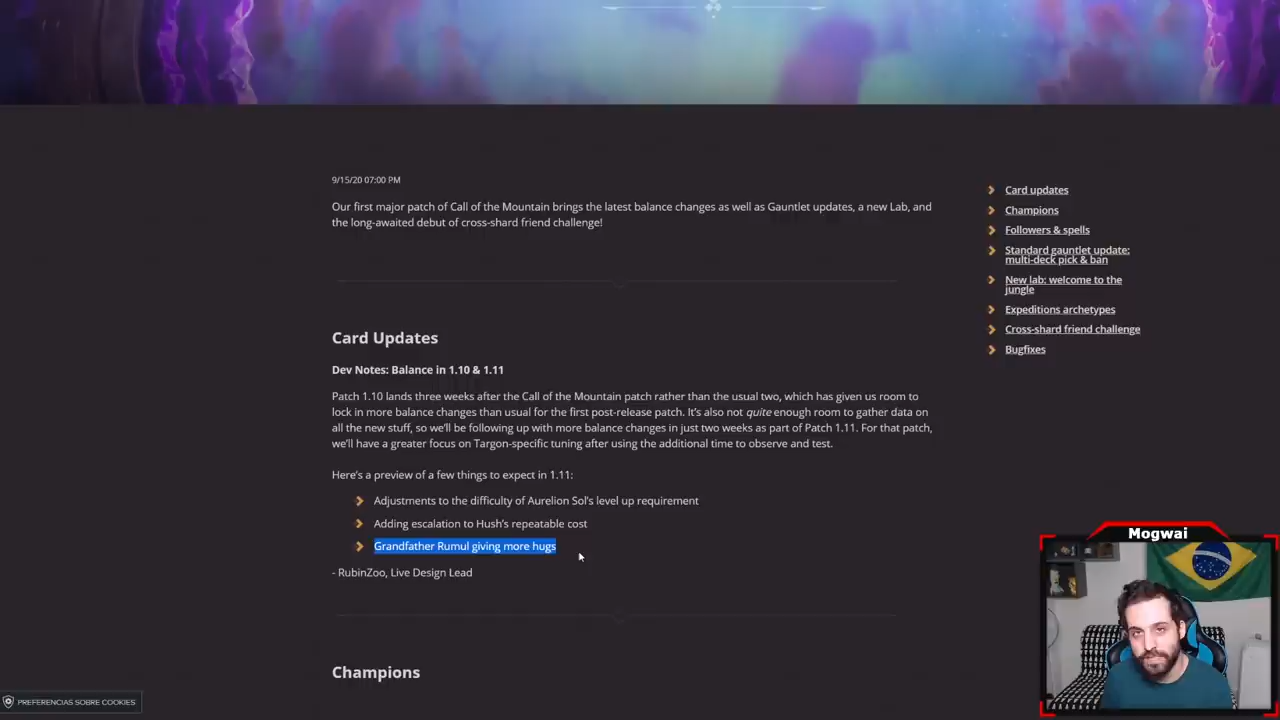 9/15/20 07:00 PM
Our first major patch of Call of the Mountain brings the latest balance changes as well as Gauntlet updates, a new Lab, and
the long-awaited debut of cross-shard friend challenge!
Card updates
Champions
Followers & spells
Standard gauntlet update:
multi-deck pick & ban
New lab: welcome to the
jungle
Expeditions archetypes
Cross-shard friend challenge
Bugfixes
Card Updates
Dev Notes: Balance in 1.10 & 1.11
Patch 1.10 lands three weeks after the Call of the Mountain patch rather than the usual two, which has given us room to
lock in more balance changes than usual for the first post-release patch. It's also not quite enough room to gather data on
all the new stuff, so we'll be following up with more balance changes in just two weeks as part of Patch 1.11. For that patch,
we'll have a greater focus on Targon-specific tuning after using the additional time to observe and test.
Here's a preview of a few things to expect in 1.11:
Adjustments to the difficulty of Aurelion Sol's level up requirement
Adding escalation to Hush's repeatable cost
Grandfather Rumul giving more hugs
- RubinZoo, Live Design Lead
Champions
Mogwai
PREFERENCIAS SOBRE COOKIES